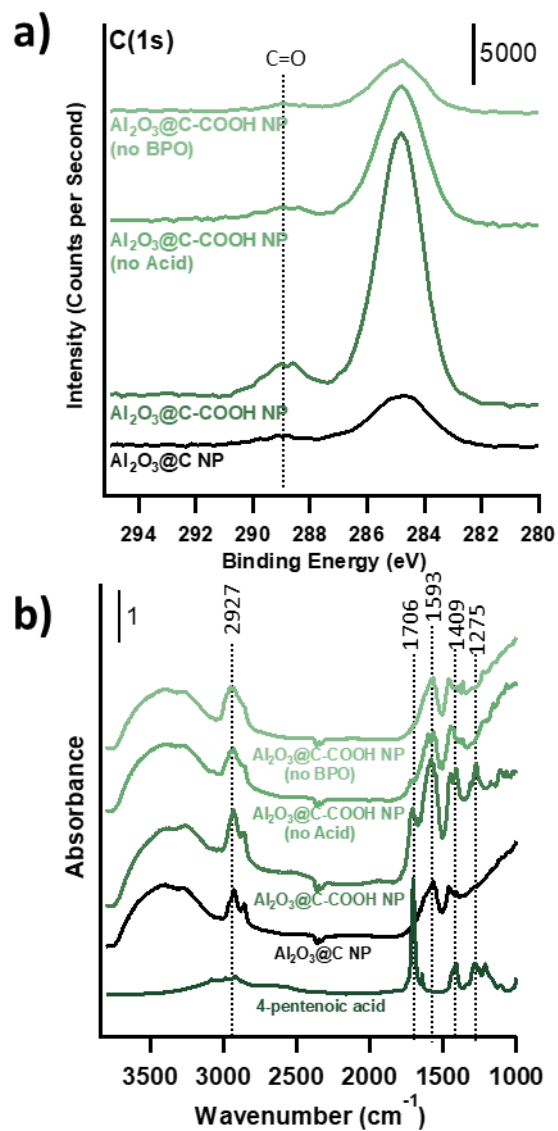 a)
C(1s)
5000
C=O
Al₂O₃@C-COOH NP
(no BPO)
Al₂O₃@C-COOH NP
(no Acid)
Al₂O₃@C-COOH NP
Al₂O₃@C NP
Intensity (Counts per Second)
294 292 290 288 286 284 282 280
Binding Energy (eV)
b)
1
2927
1706
1593
1409
1275
Al₂O₃@C-COOH NP
(no BPO)
Al₂O₃@C-COOH NP
(no Acid)
Al₂O₃@C-COOH NP
Al₂O₃@C NP
4-pentenoic acid
Absorbance
3500 3000 2500 2000 1500 1000
Wavenumber (cm⁻¹)